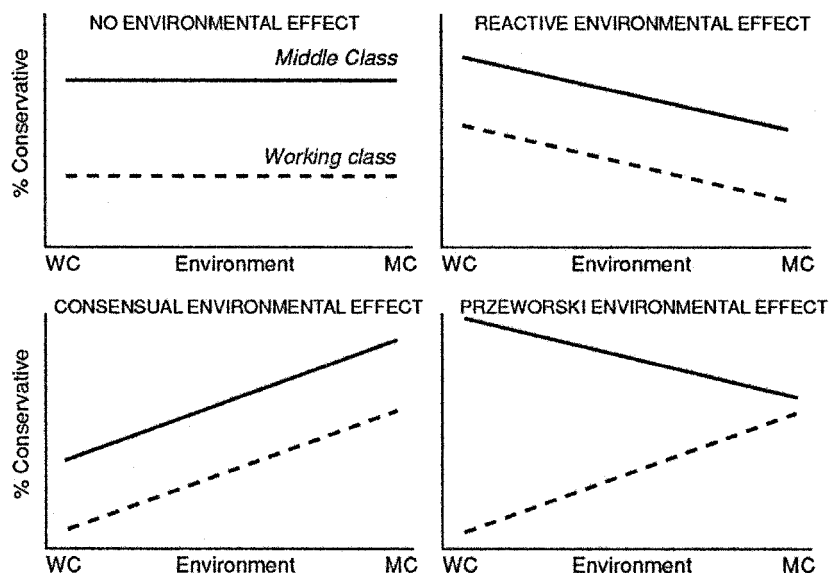 NO ENVIRONMENTAL EFFECT
Middle Class
Working class
% Conservative
WC Environment MC
REACTIVE ENVIRONMENTAL EFFECT
WC Environment MC
CONSENSUAL ENVIRONMENTAL EFFECT
% Conservative
WC Environment MC
PRZEWORSKI ENVIRONMENTAL EFFECT
WC Environment MC